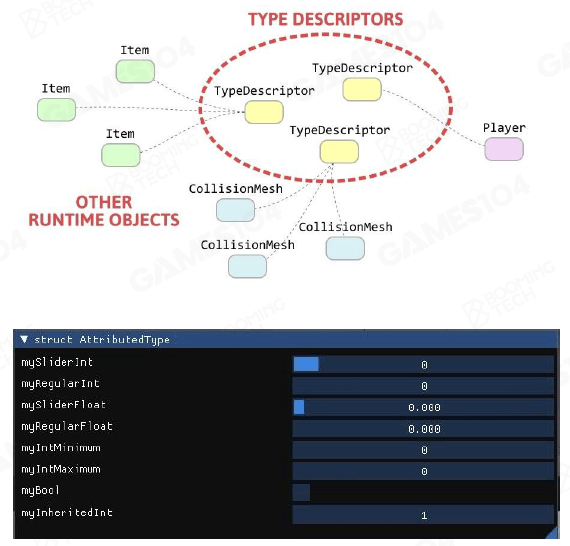 TYPE DESCRIPTORS
Item
TypeDescriptor
Item
TypeDescriptor
TypeDescriptor
Item
Player
OTHER
RUNTIME OBJECTS
CollisionMesh
CollisionMesh
CollisionMesh
▼ struct AttributedType
mySliderInt 0
myRegularInt 0
mySliderFloat 0.000
myRegularFloat 0.000
myIntMinimum 0
myIntMaximum 0
myBool
myInheritedInt 1
BOOMING
TECH
GAMES104